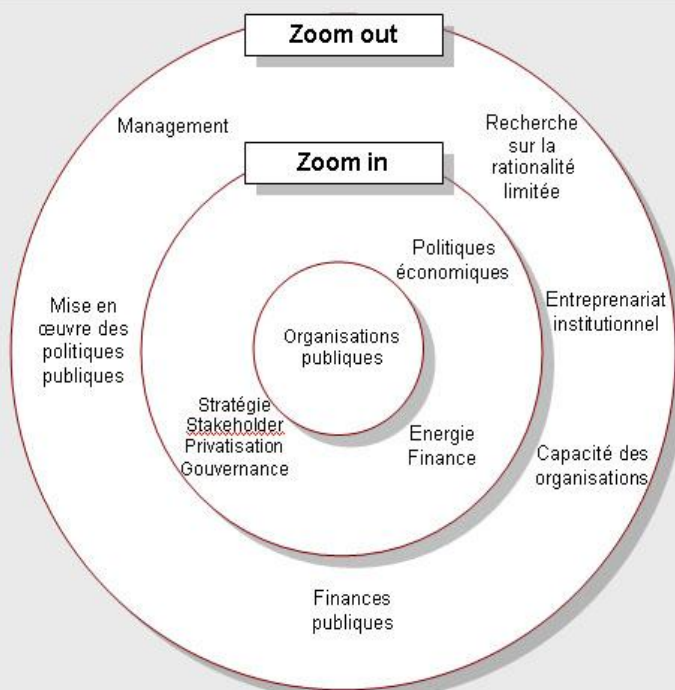 Zoom out
Management
Recherche
sur la
rationalité
limitée
Zoom in
Politiques
économiques
Mise en
œuvre des
politiques
publiques
Organisations
publiques
Entreprenariat
institutionnel
Stratégie
Stakeholder
Privatisation
Gouvernance
Energie
Finance
Capacité des
organisations
Finances
publiques